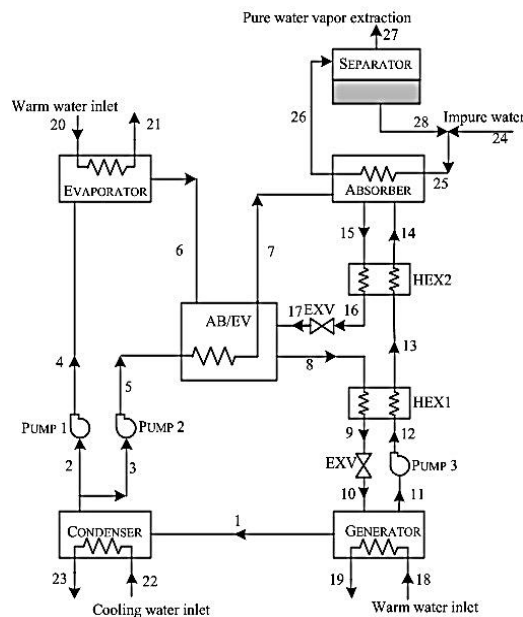 Pure water vapor extraction
27
SEPARATOR
Warm water inlet
20
21
26
28
Impure water
24
25
EVAPORATOR
ABSORBER
6
7
15
14
HEX2
17
EXV
16
AB/EV
4
5
8
13
HEX1
PUMP 1
PUMP 2
9
12
EXV
PUMP 3
2
3
10
11
CONDENSER
1
GENERATOR
23
22
19
18
Cooling water inlet
Warm water inlet